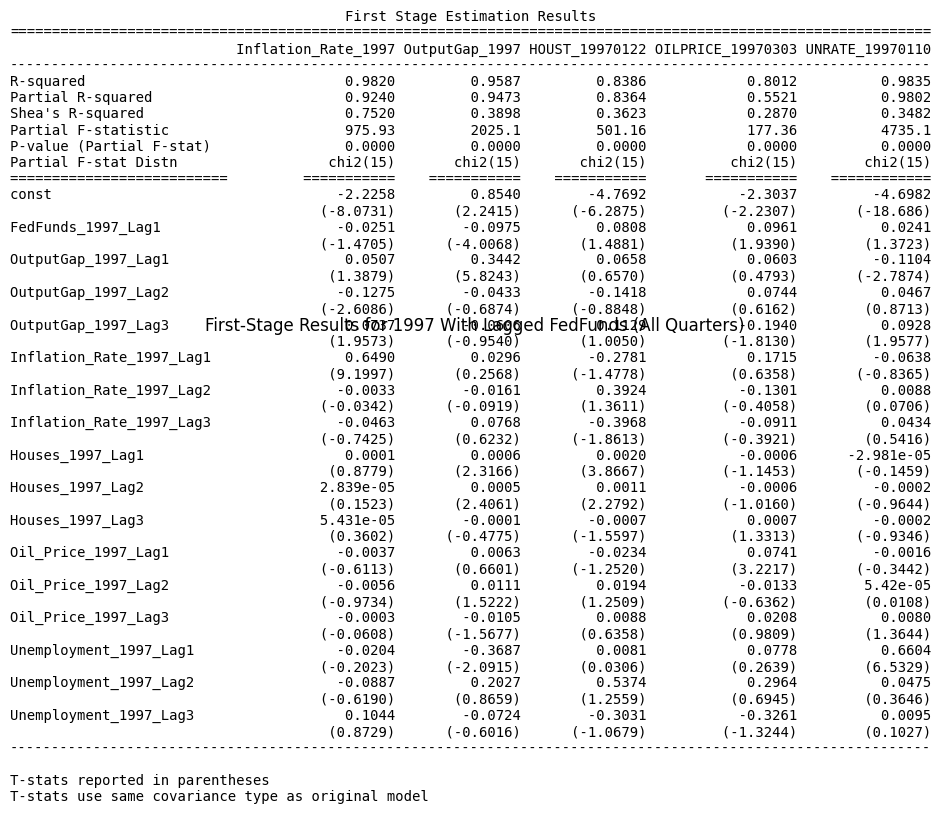 First Stage Estimation Results
==============================================================================================================
Inflation_Rate_1997 OutputGap_1997 HOUST_19970122 OILPRICE_19970303 UNRATE_19970110
--------------------------------------------------------------------------------------------------------------
R-squared 0.9820 0.9587 0.8386 0.8012 0.9835
Partial R-squared 0.9240 0.9473 0.8364 0.5521 0.9802
Shea's R-squared 0.7520 0.3898 0.3623 0.2870 0.3482
Partial F-statistic 975.93 2025.1 501.16 177.36 4735.1
P-value (Partial F-stat) 0.0000 0.0000 0.0000 0.0000 0.0000
Partial F-stat Distn chi2(15) chi2(15) chi2(15) chi2(15) chi2(15)
========================== =========== =========== =========== =========== ============
const -2.2258 0.8540 -4.7692 -2.3037 -4.6982
(-8.0731) (2.2415) (-6.2875) (-2.2307) (-18.686)
FedFunds_1997_Lag1 -0.0251 -0.0975 0.0808 0.0961 0.0241
(-1.4705) (-4.0068) (1.4881) (1.9390) (1.3723)
OutputGap_1997_Lag1 0.0507 0.3442 0.0658 0.0603 -0.1104
(1.3879) (5.8243) (0.6570) (0.4793) (-2.7874)
OutputGap_1997_Lag2 -0.1275 -0.0433 -0.1418 0.0744 0.0467
(-2.6086) (-0.6874) (-0.8848) (0.6162) (0.8713)
First-Stage Results for 1997 With Lagged FedFunds (All Quarters)
OutputGap_1997_Lag3 -0.1940 0.0928
(1.9573) (-0.9540) (1.0050) (-1.8130) (1.9577)
Inflation_Rate_1997_Lag1 0.6490 0.0296 -0.2781 0.1715 -0.0638
(9.1997) (0.2568) (-1.4778) (0.6358) (-0.8365)
Inflation_Rate_1997_Lag2 -0.0033 -0.0161 0.3924 -0.1301 0.0088
(-0.0342) (-0.0919) (1.3611) (-0.4058) (0.0706)
Inflation_Rate_1997_Lag3 -0.0463 0.0768 -0.3968 -0.0911 0.0434
(-0.7425) (0.6232) (-1.8613) (-0.3921) (0.5416)
Houses_1997_Lag1 0.0001 0.0006 0.0020 -0.0006 -2.981e-05
(0.8779) (2.3166) (3.8667) (-1.1453) (-0.1459)
Houses_1997_Lag2 2.839e-05 0.0005 0.0011 -0.0006 -0.0002
(0.1523) (2.4061) (2.2792) (-1.0160) (-0.9644)
Houses_1997_Lag3 5.431e-05 -0.0001 -0.0007 0.0007 -0.0002
(0.3602) (-0.4775) (-1.5597) (1.3313) (-0.9346)
Oil_Price_1997_Lag1 -0.0037 0.0063 -0.0234 0.0741 -0.0016
(-0.6113) (0.6601) (-1.2520) (3.2217) (-0.3442)
Oil_Price_1997_Lag2 -0.0056 0.0111 0.0194 -0.0133 5.42e-05
(-0.9734) (1.5222) (1.2509) (-0.6362) (0.0108)
Oil_Price_1997_Lag3 -0.0003 -0.0105 0.0088 0.0208 0.0080
(-0.0608) (-1.5677) (0.6358) (0.9809) (1.3644)
Unemployment_1997_Lag1 -0.0204 -0.3687 0.0081 0.0778 0.6604
(-0.2023) (-2.0915) (0.0306) (0.2639) (6.5329)
Unemployment_1997_Lag2 -0.0887 0.2027 0.5374 0.2964 0.0475
(-0.6190) (0.8659) (1.2559) (0.6945) (0.3646)
Unemployment_1997_Lag3 0.1044 -0.0724 -0.3031 -0.3261 0.0095
(0.8729) (-0.6016) (-1.0679) (-1.3244) (0.1027)
--------------------------------------------------------------------------------------------------------------
T-stats reported in parentheses
T-stats use same covariance type as original model